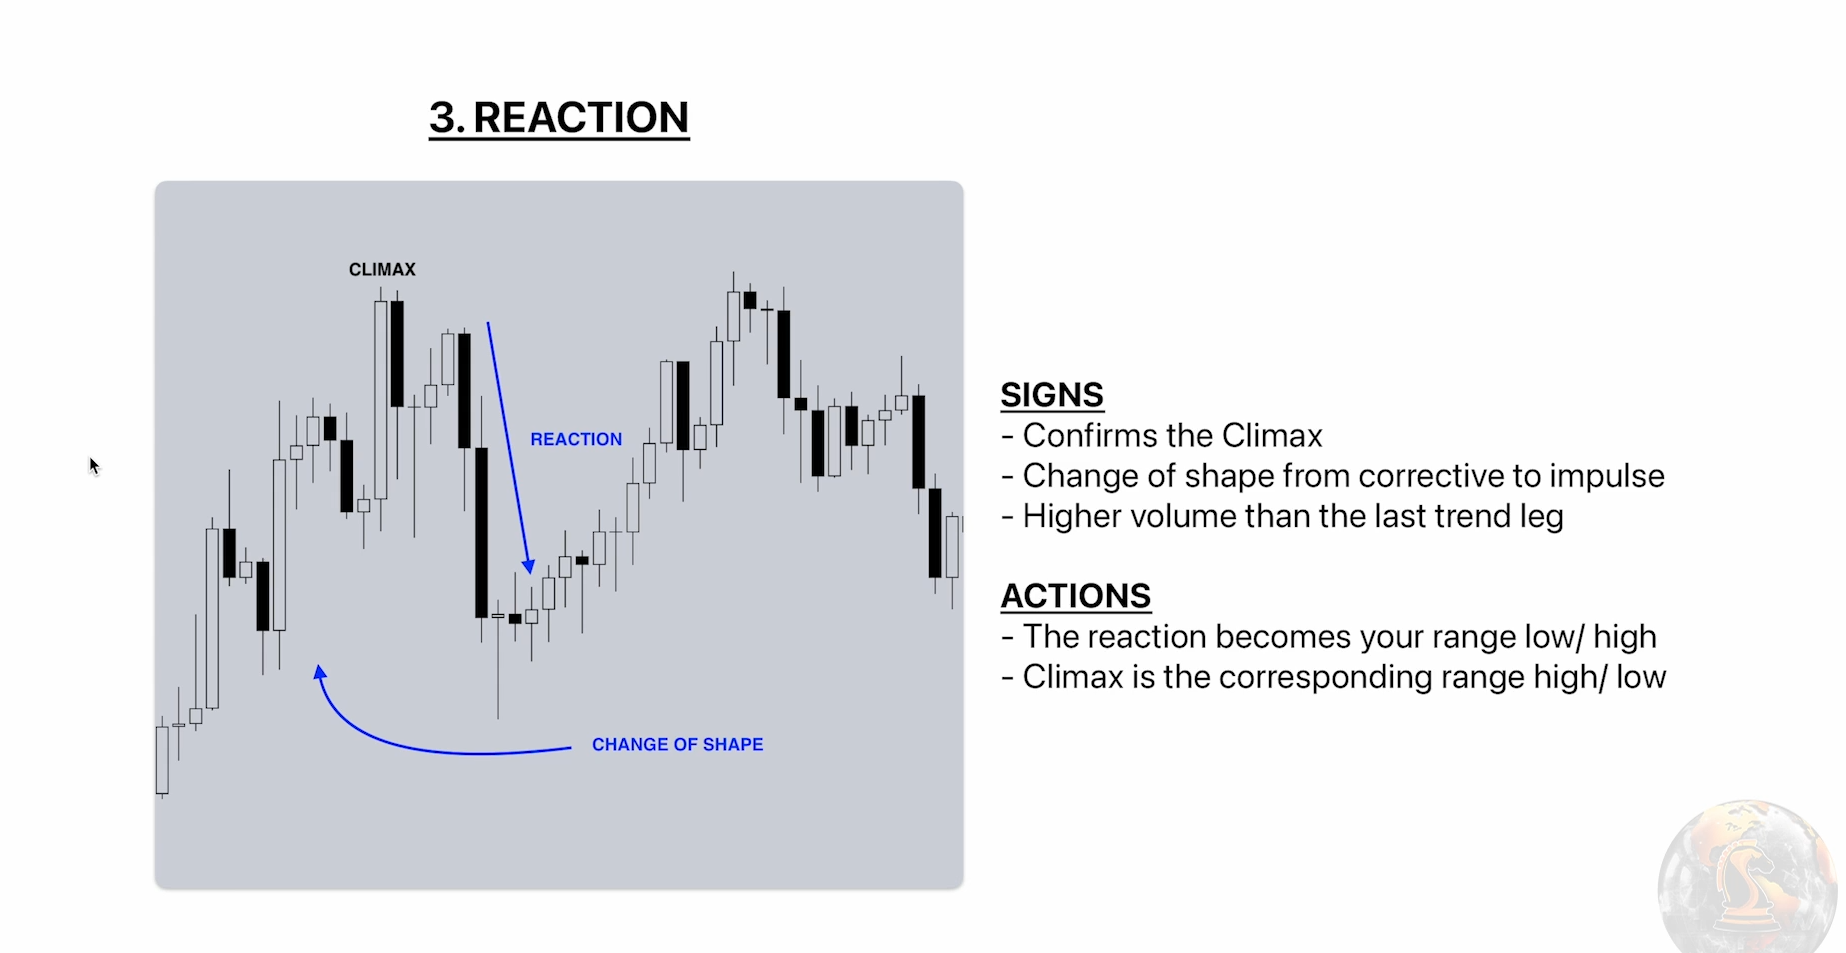 3. REACTION
CLIMAX
REACTION
CHANGE OF SHAPE
SIGNS
- Confirms the Climax
- Change of shape from corrective to impulse
- Higher volume than the last trend leg
ACTIONS
- The reaction becomes your range low/ high
- Climax is the corresponding range high/ low